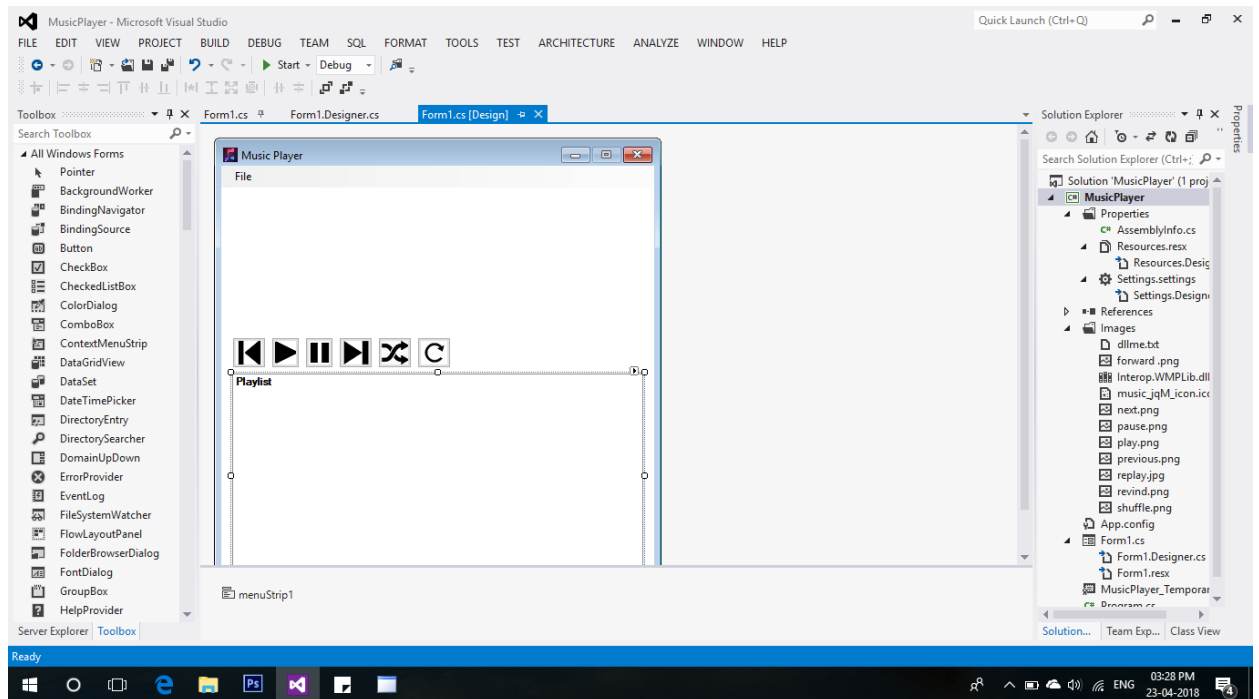 MusicPlayer - Microsoft Visual Studio
Quick Launch (Ctrl+Q)
FILE EDIT VIEW PROJECT BUILD DEBUG TEAM SQL FORMAT TOOLS TEST ARCHITECTURE ANALYZE WINDOW HELP
Start Debug
Toolbox
Form1.cs Form1.Designer.cs Form1.cs [Design]
Solution Explorer
Properties
Search Toolbox
All Windows Forms
Pointer
BackgroundWorker
BindingNavigator
BindingSource
Button
CheckBox
CheckedListBox
ColorDialog
ComboBox
ContextMenuStrip
DataGridView
DataSet
DateTimePicker
DirectoryEntry
DirectorySearcher
DomainUpDown
ErrorProvider
EventLog
FileSystemWatcher
FlowLayoutPanel
FolderBrowserDialog
FontDialog
GroupBox
HelpProvider
Server Explorer Toolbox
Music Player
File
Playlist
menuStrip1
Search Solution Explorer (Ctrl+;
Solution 'MusicPlayer' (1 proj
C# MusicPlayer
Properties
C# AssemblyInfo.cs
Resources.resx
Resources.Desig
Settings.settings
Settings.Design
References
Images
dllme.txt
forward .png
Interop.WMPLib.dll
music_jqM_icon.ico
next.png
pause.png
play.png
previous.png
replay.jpg
revind.png
shuffle.png
App.config
Form1.cs
Form1.Designer.cs
Form1.resx
MusicPlayer_Temporar
C# Program.cs
Solution... Team Exp... Class View
Ready
Ps
ENG
03:28 PM
23-04-2018
4